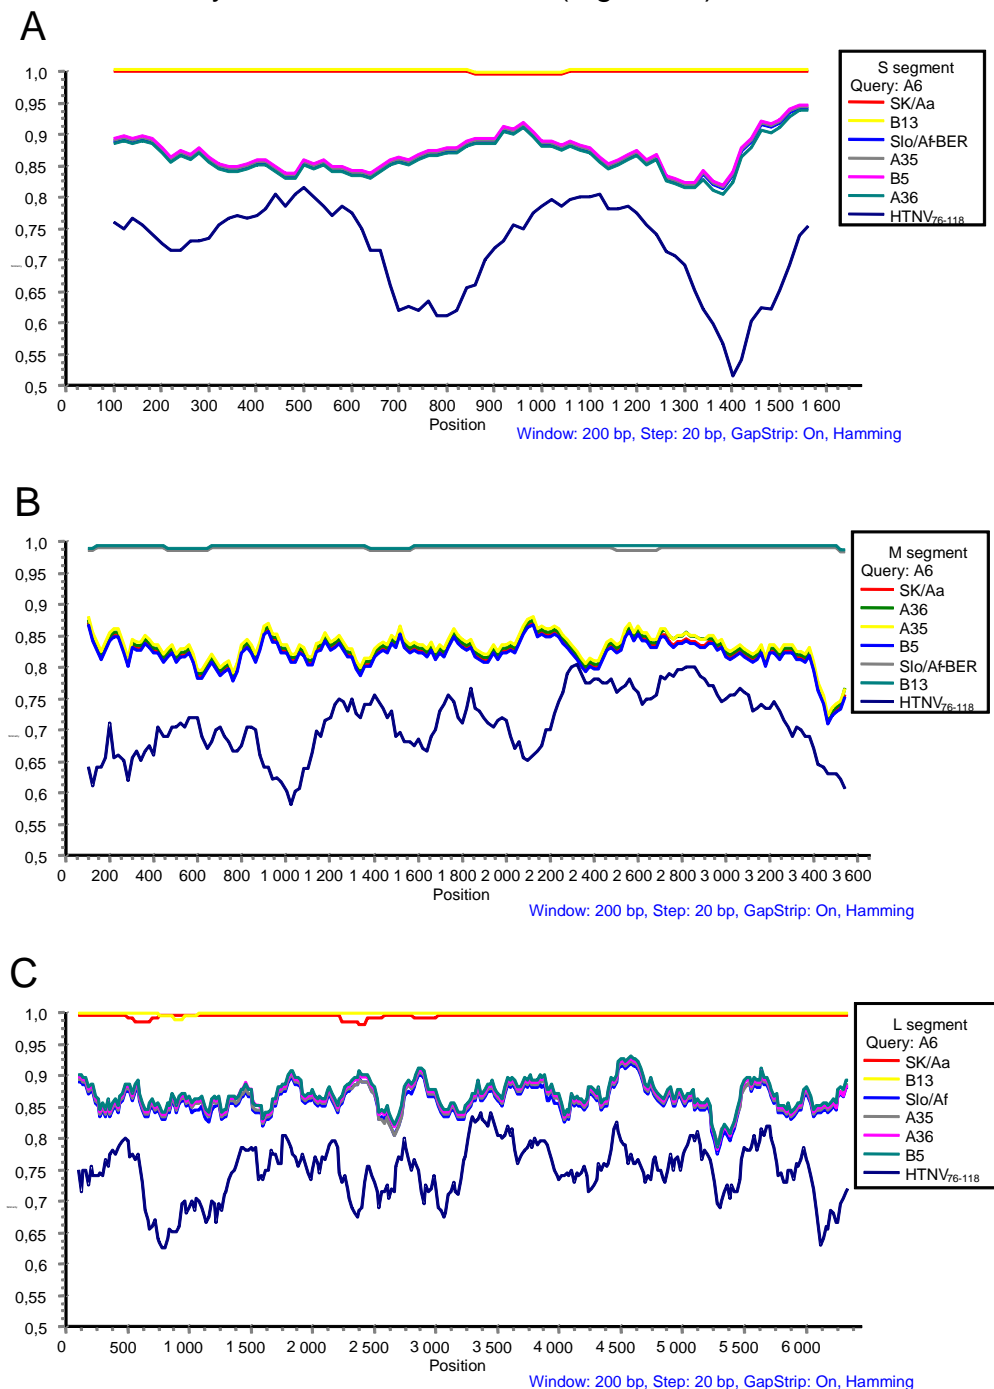 A
1,0
0,95
0,9
0,85
0,8
0,75
0,7
0,65
0,6
0,55
0,5
0 100 200 300 400 500 600 700 800 900 1 000 1 100 1 200 1 300 1 400 1 500 1 600
Position
Window: 200 bp, Step: 20 bp, GapStrip: On, Hamming
S segment
Query: A6
SK/Aa
B13
Slo/Af-BER
A35
B5
A36
HTNV76-118
B
1,0
0,95
0,9
0,85
0,8
0,75
0,7
0,65
0,6
0,55
0,5
0 200 400 600 800 1 000 1 200 1 400 1 600 1 800 2 000 2 200 2 400 2 600 2 800 3 000 3 200 3 400 3 600
Position
Window: 200 bp, Step: 20 bp, GapStrip: On, Hamming
M segment
Query: A6
SK/Aa
A36
A35
B5
Slo/Af-BER
B13
HTNV76-118
C
1,0
0,95
0,9
0,85
0,8
0,75
0,7
0,65
0,6
0,55
0,5
0 500 1 000 1 500 2 000 2 500 3 000 3 500 4 000 4 500 5 000 5 500 6 000
Position
Window: 200 bp, Step: 20 bp, GapStrip: On, Hamming
L segment
Query: A6
SK/Aa
B13
Slo/Af
A35
A36
B5
HTNV76-118